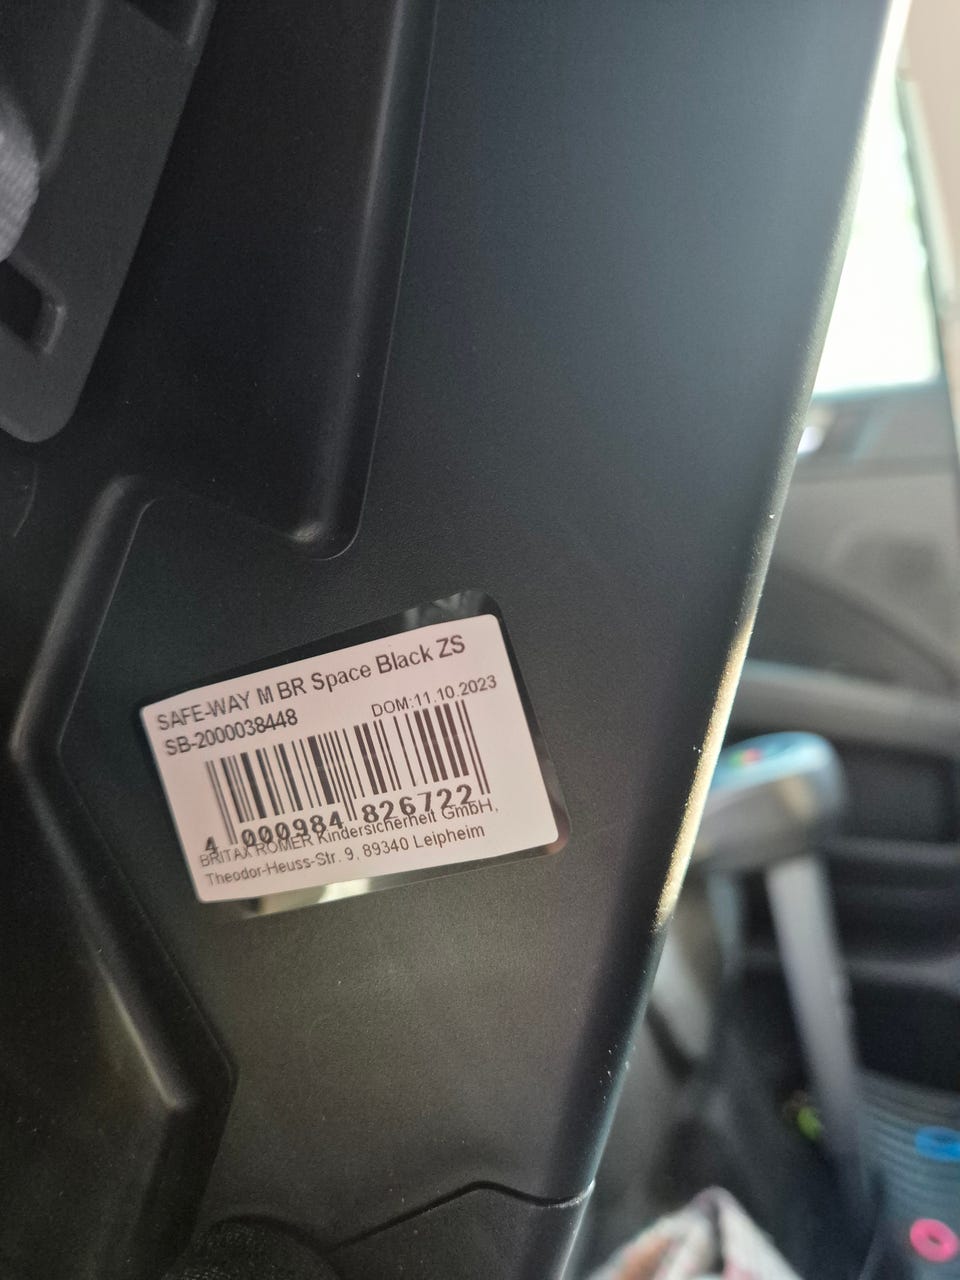 SAFE-WAY M BR Space Black ZS
SB-2000038448
DOM:11.10.2023
4 000984 826722
BRITAX RÖMER Kindersicherheit GmbH,
Theodor-Heuss-Str. 9, 89340 Leipheim